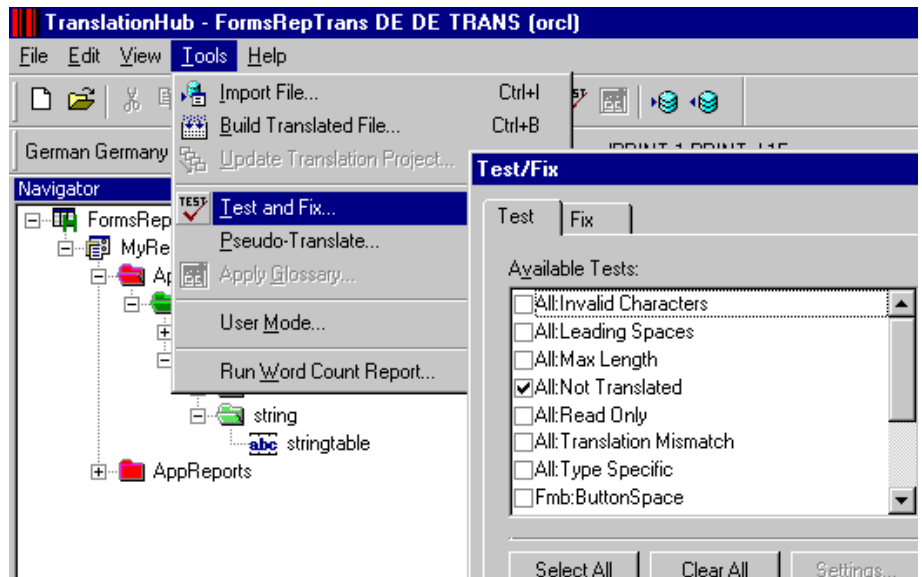 TranslationHub - FormsRepTrans DE DE TRANS (orcl)
File Edit View Tools Help
Import File... Ctrl+I
Build Translated File... Ctrl+B
German Germany
Update Translation Project...
Test/Fix
Navigator
Test and Fix...
Test Fix
FormsRep
Pseudo-Translate...
MyRe
Apply Glossary...
Available Tests:
All:Invalid Characters
User Mode...
All:Leading Spaces
All:Max Length
Run Word Count Report...
All:Not Translated
string
All:Read Only
stringtable
All:Translation Mismatch
AppReports
All:Type Specific
Fmb:ButtonSpace
Select All Clear All Settings...